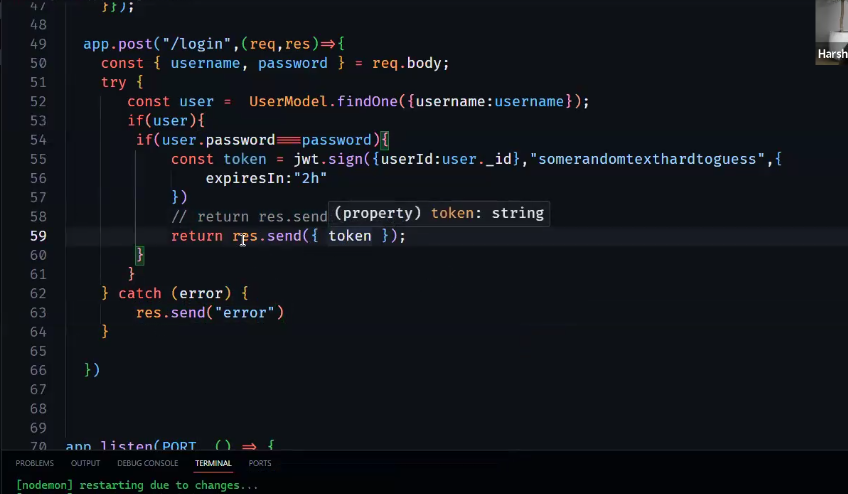 47 }});
48
49 app.post("/login",(req,res)=>{
50 const { username, password } = req.body;
51 try {
52 const user = UserModel.findOne({username:username});
53 if(user){
54 if(user.password===password){
55 const token = jwt.sign({userId:user._id},"somerandomtexthardtoguess",{
56 expiresIn:"2h"
57 })
58 // return res.send
(property) token: string
59 return res.send({ token });
60 }
61 }
62 } catch (error) {
63 res.send("error")
64 }
65
66 })
67
68
69
70 app.listen(PORT, () => {
Harsh
PROBLEMS OUTPUT DEBUG CONSOLE TERMINAL PORTS
[nodemon] restarting due to changes...